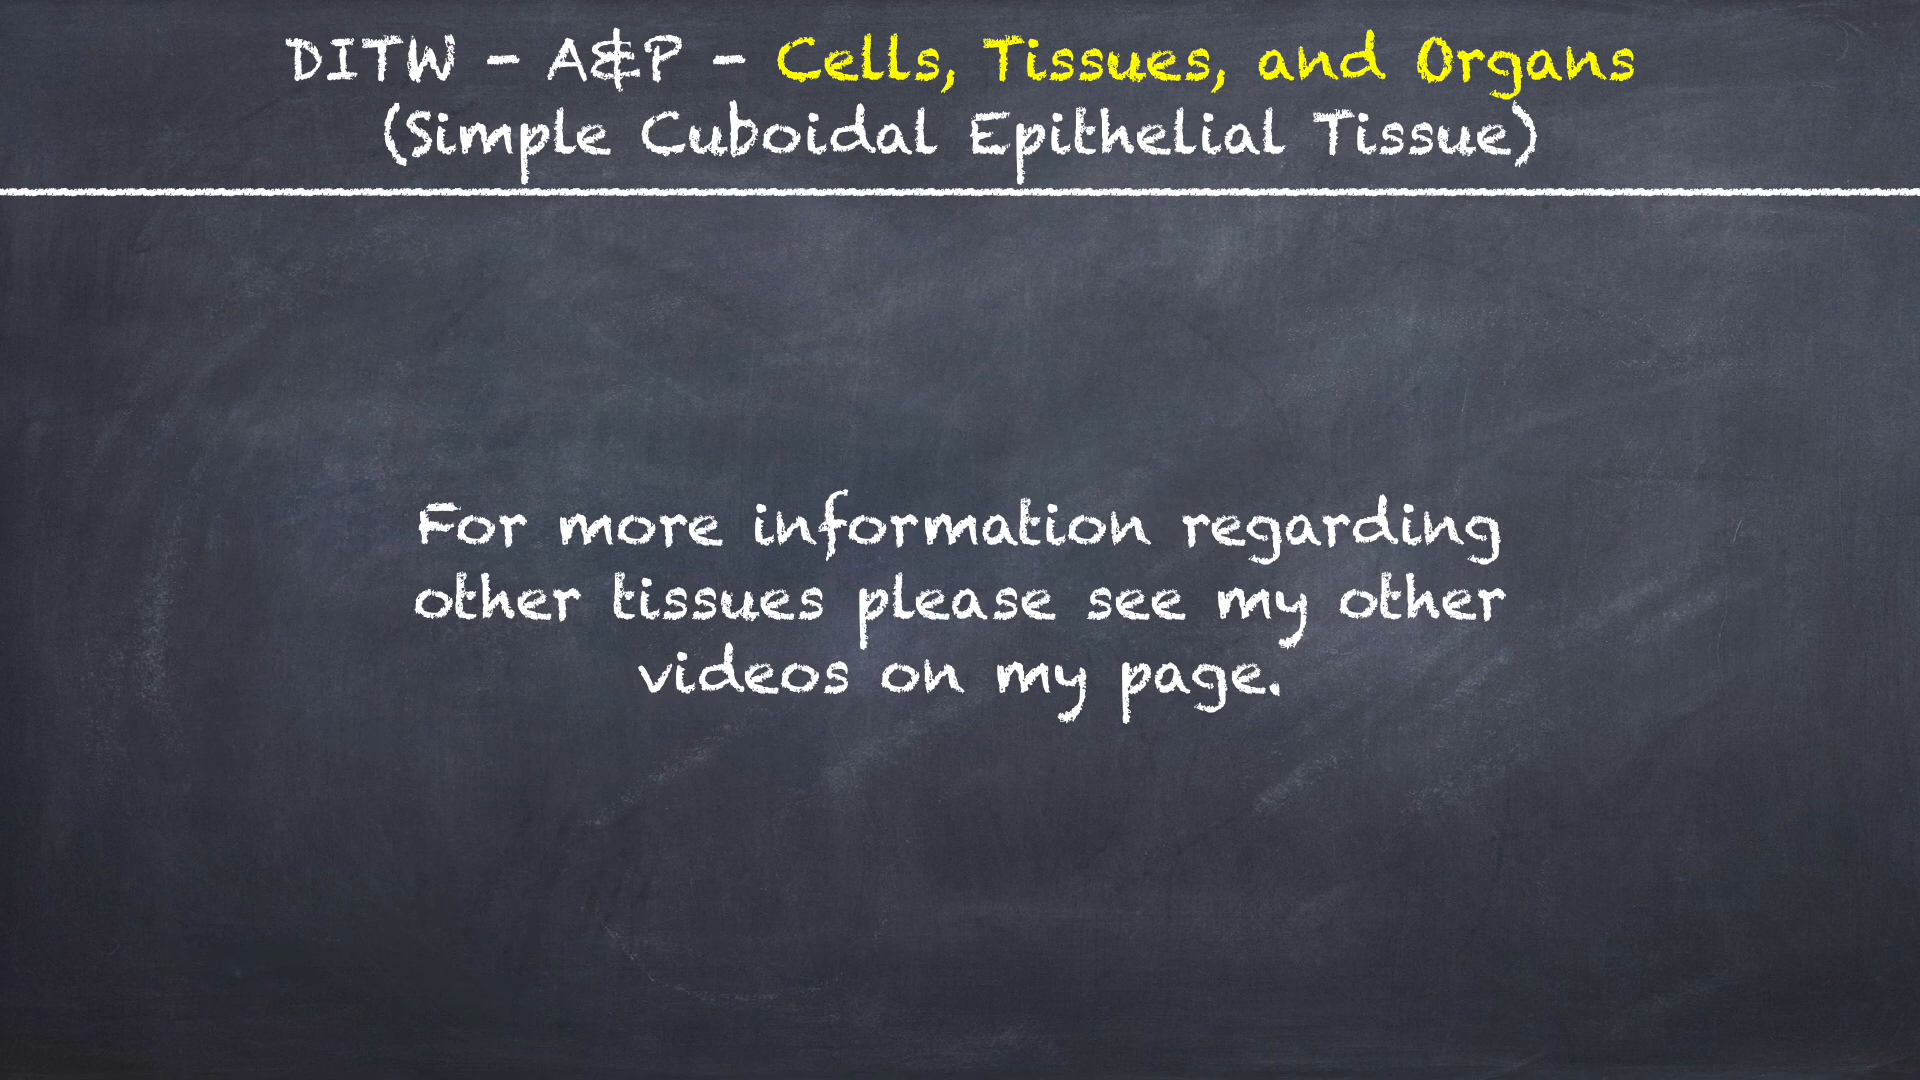 DITW - A&P - Cells, Tissues, and Organs
(Simple Cuboidal Epithelial Tissue)
For more information regarding
other tissues please see my other
videos on my page.